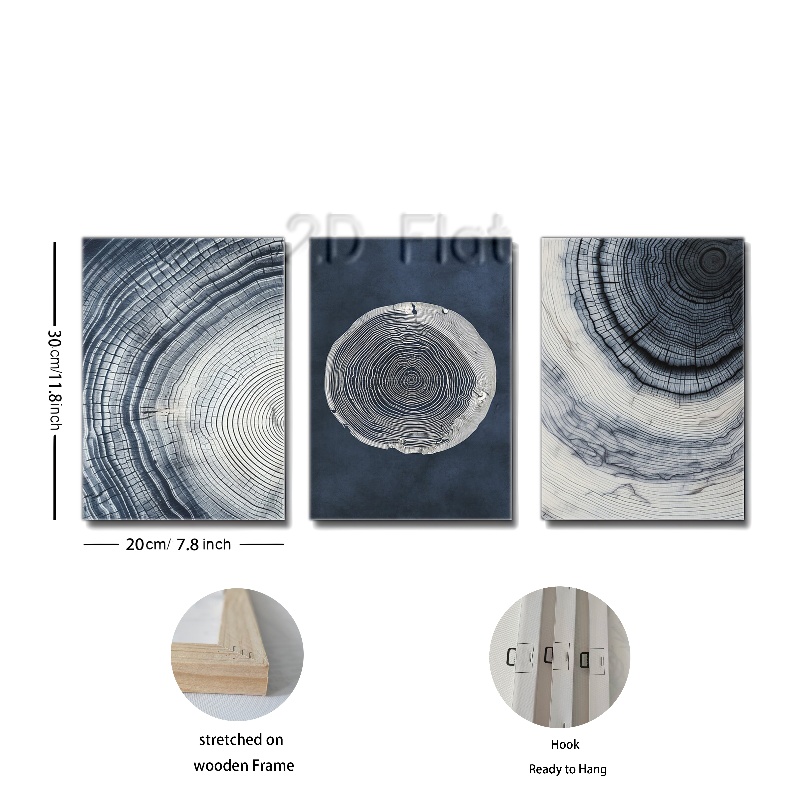 2D Flat
30cm/11.8inch
20cm/ 7.8 inch
stretched on
wooden Frame
Hook
Ready to Hang